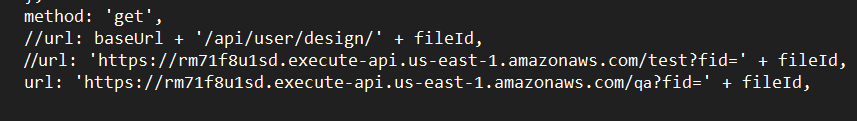 method: 'get',
//url: baseUrl + '/api/user/design/' + fileId,
//url: 'https://rm71f8u1sd.execute-api.us-east-1.amazonaws.com/test?fid=' + fileId,
url: 'https://rm71f8u1sd.execute-api.us-east-1.amazonaws.com/qa?fid=' + fileId,